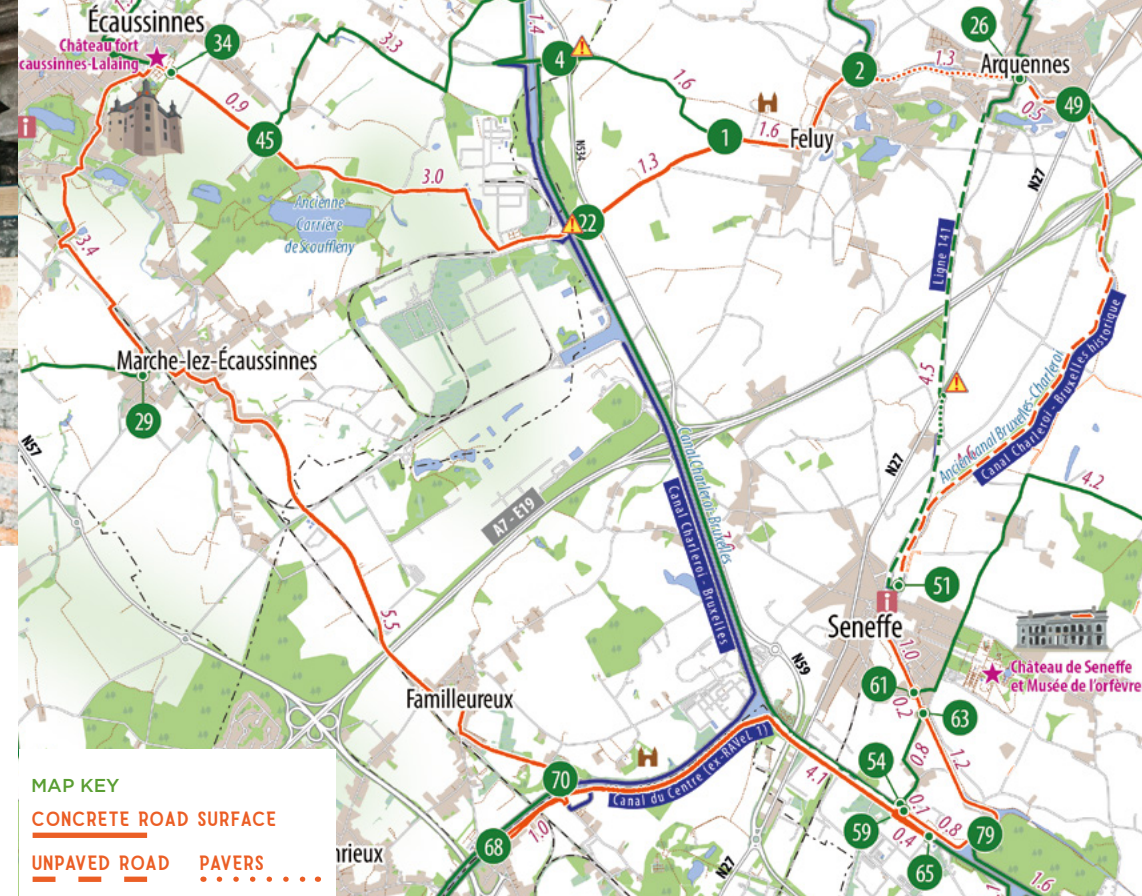 Écaussinnes
Château fort
caussinnes-Lalaing
34
3.3
1.4
4
26
2
1.3
Arquennes
0.9
45
1.6
N534
1
1.6
Feluy
0.5
49
3.0
1.3
N27
Ancienne
Carrière
de Scouffleny
22
3.4
Ligne 141
Marche-lez-Écaussinnes
29
4.5
Ancien canal Bruxelles-Charleroi
Canal Charleroi - Bruxelles historique
N57
N27
4.2
A7 - E19
Canal Charleroi-Bruxelles
Canal Charleroi - Bruxelles
51
5.5
Seneffe
1.0
Château de Seneffe
et Musée de l'orfèvre
N59
61
0.2
63
Familleureux
54
0.8
1.2
70
Canal du Centre (ex-RAVeL 1)
4.1
0.1
59
0.4
0.8
79
68
1.0
65
1.6
N27
nrieux
MAP KEY
CONCRETE ROAD SURFACE
UNPAVED ROAD PAVERS